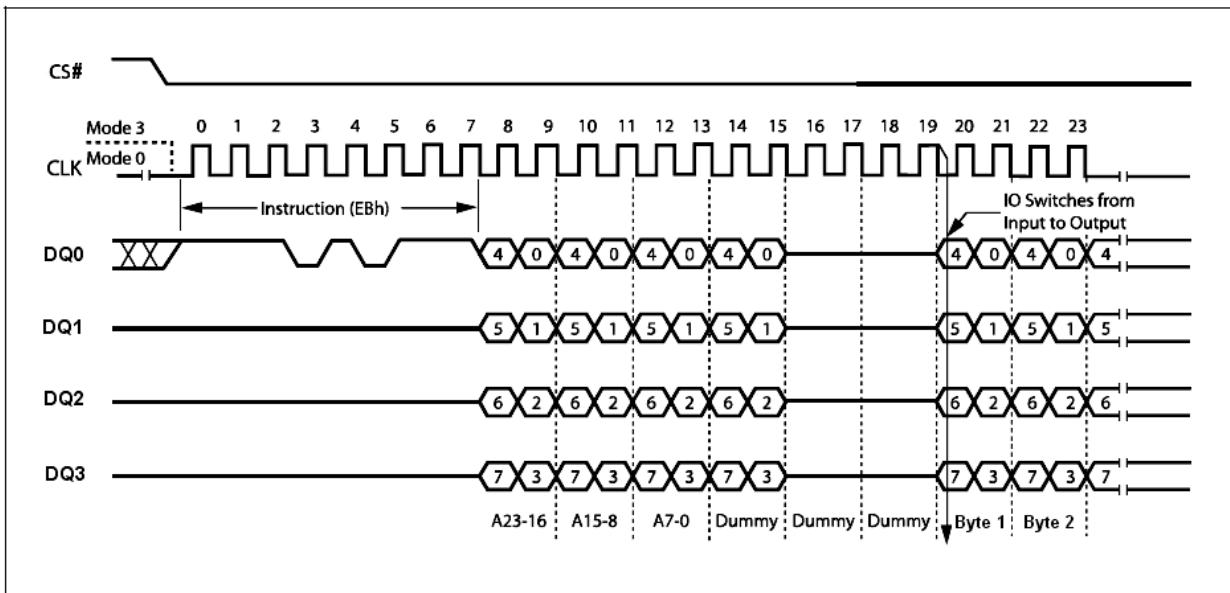 CS#
Mode 3
0 1 2 3 4 5 6 7 8 9 10 11 12 13 14 15 16 17 18 19 20 21 22 23
Mode 0
CLK
Instruction (EBh)
IO Switches from
Input to Output
DQ0
4 0 4 0 4 0 4 0 4 0 4 0 4
DQ1
5 1 5 1 5 1 5 1 5 1 5 1 5
DQ2
6 2 6 2 6 2 6 2 6 2 6 2 6
DQ3
7 3 7 3 7 3 7 3 7 3 7 3 7
A23-16 A15-8 A7-0 Dummy Dummy Dummy Byte 1 Byte 2